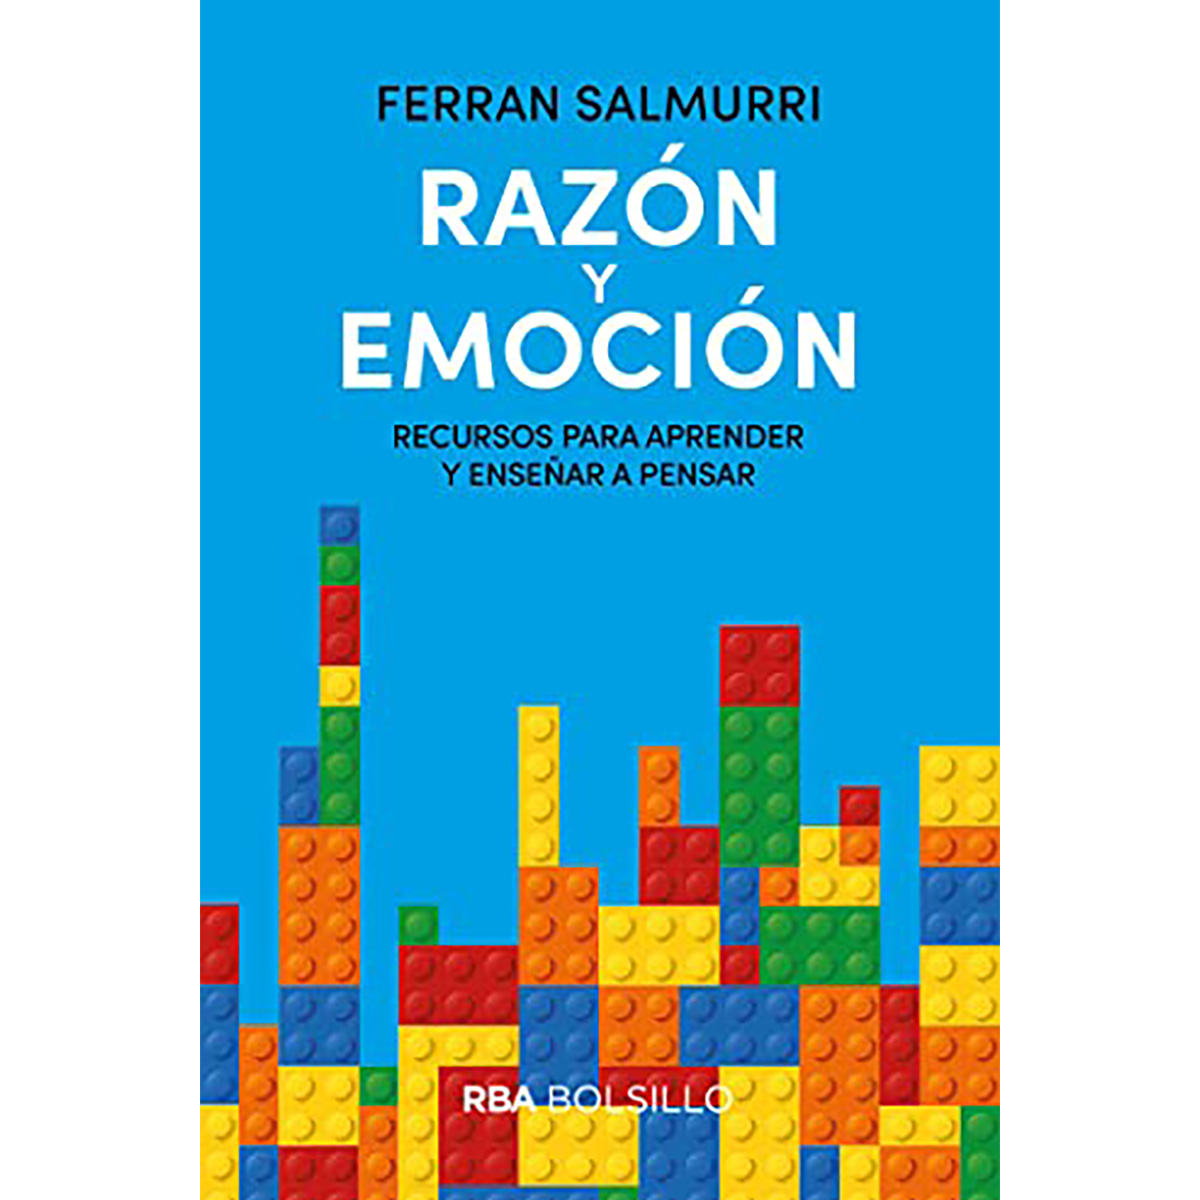 FERRAN SALMURRI
RAZÓN
Y
EMOCIÓN
RECURSOS PARA APRENDER
Y ENSEÑAR A PENSAR
RBA BOLSILLO